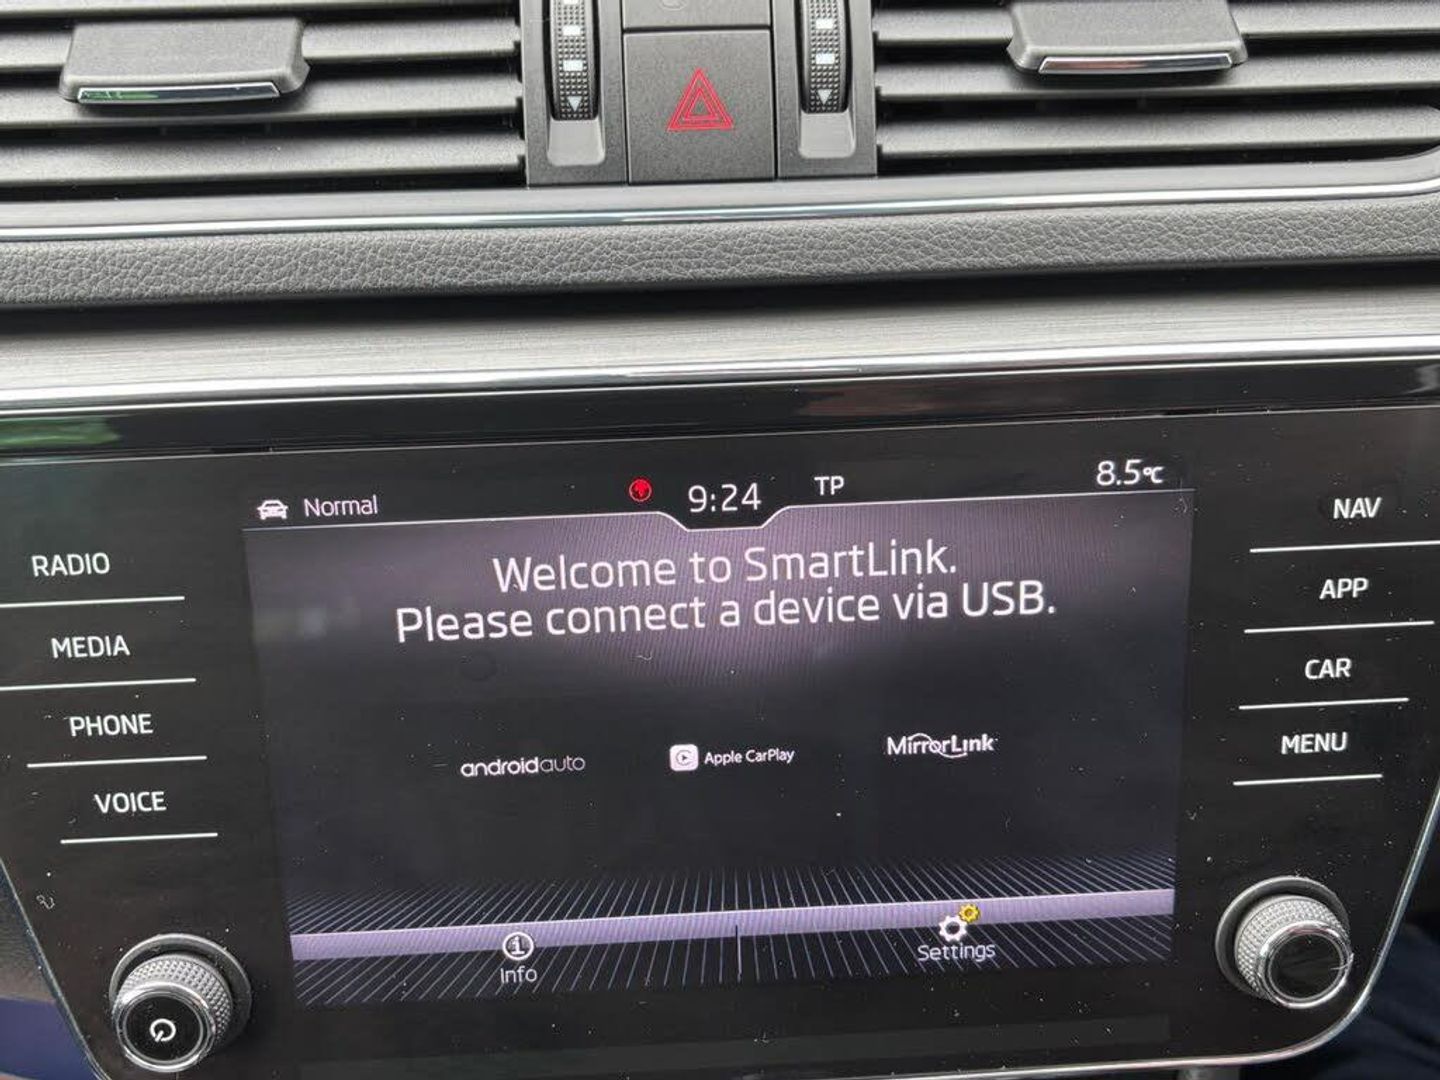 Normal
9:24
TP
8.5°C
Welcome to SmartLink.
Please connect a device via USB.
androidauto
Apple CarPlay
MirrorLink
Info
Settings
RADIO
MEDIA
PHONE
VOICE
NAV
APP
CAR
MENU